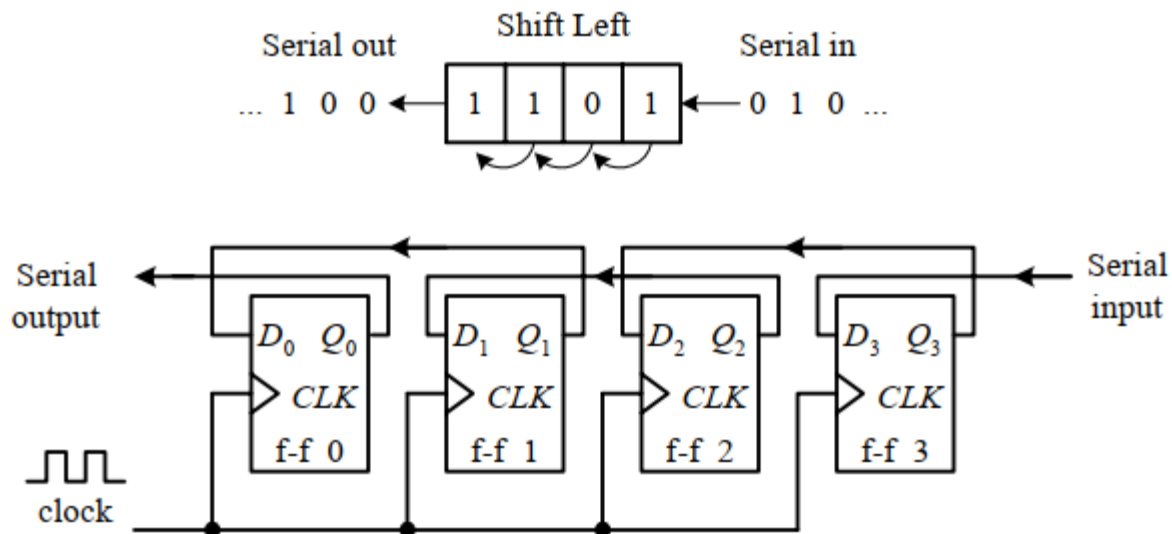 Shift Left
Serial out
Serial in
... 1 0 0
1 1 0 1
0 1 0 ...
Serial
output
Serial
input
D0 Q0
D1 Q1
D2 Q2
D3 Q3
CLK
CLK
CLK
CLK
f-f 0
f-f 1
f-f 2
f-f 3
clock